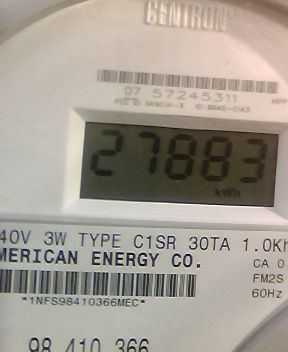 CENTRON®
07 57245311
27883
kWh
40V 3W TYPE C1SR 30TA 1.0Kh
MERICAN ENERGY CO.
CA 0
FM2S
60Hz
*1NFS98410366MEC*
98 410 366